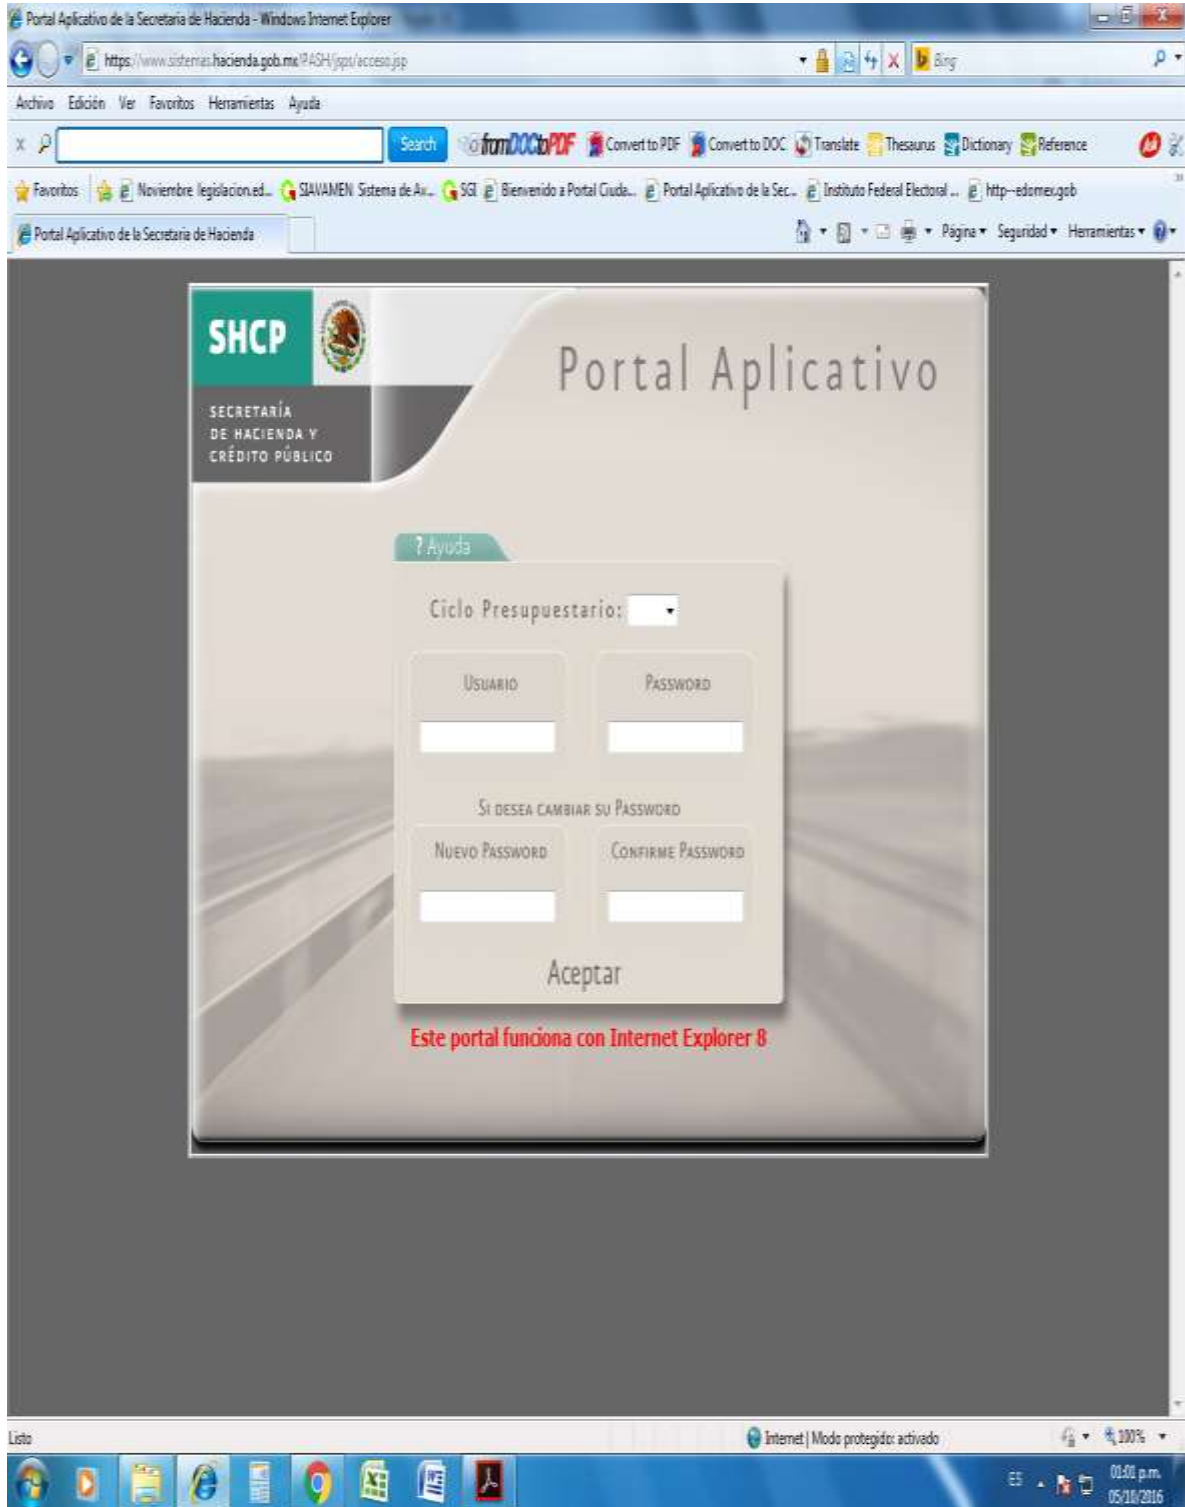 Portal Aplicativo de la Secretaria de Hacienda - Windows Internet Explorer
https://www.sistemas.hacienda.gob.mx/PASH/jsps/acceso.jsp
Bing
Archivo Edición Ver Favoritos Herramientas Ayuda
x Search fromDOCtoPDF Convert to PDF Convert to DOC Translate Thesaurus Dictionary Reference
Favoritos Noviembre legislacion.ed... SIAVAMEN Sistema de Av... SGI Bienvenido a Portal Ciuda... Portal Aplicativo de la Sec... Instituto Federal Electoral ... http--edomex.gob
Portal Aplicativo de la Secretaria de Hacienda
Página Seguridad Herramientas
SHCP
SECRETARÍA
DE HACIENDA Y
CRÉDITO PÚBLICO
Portal Aplicativo
? Ayuda
Ciclo Presupuestario:
USUARIO PASSWORD
SI DESEA CAMBIAR SU PASSWORD
NUEVO PASSWORD CONFIRME PASSWORD
Aceptar
Este portal funciona con Internet Explorer 8
Listo
Internet | Modo protegido: activado
100%
ES
01:01 p.m.
05/10/2016